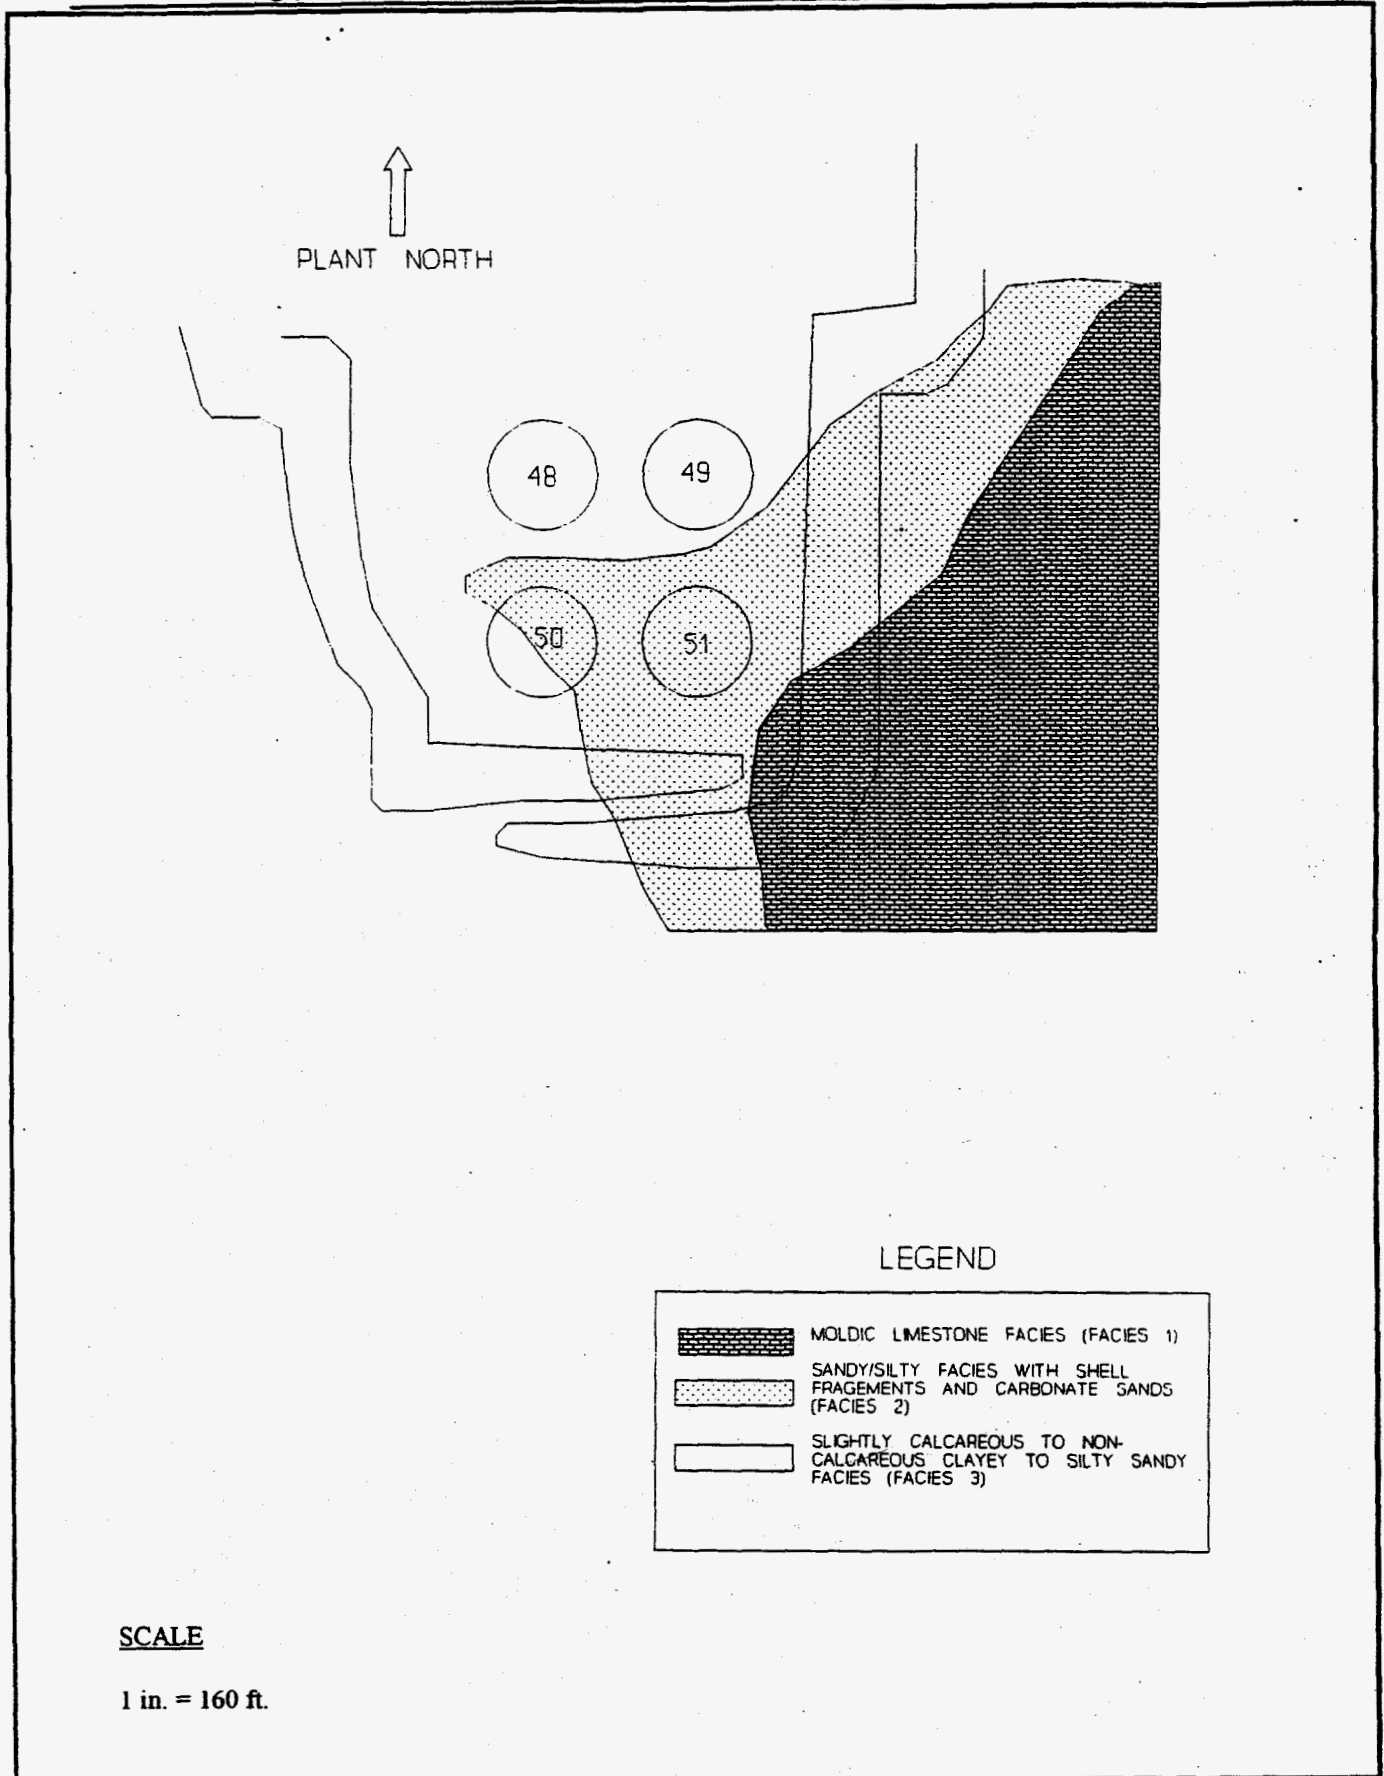 PLANT NORTH
48
49
50
51
LEGEND
MOLDIC LIMESTONE FACIES (FACIES 1)
SANDY/SILTY FACIES WITH SHELL
FRAGEMENTS AND CARBONATE SANDS
(FACIES 2)
SLIGHTLY CALCAREOUS TO NON-
CALCAREOUS CLAYEY TO SILTY SANDY
FACIES (FACIES 3)
SCALE
1 in. = 160 ft.